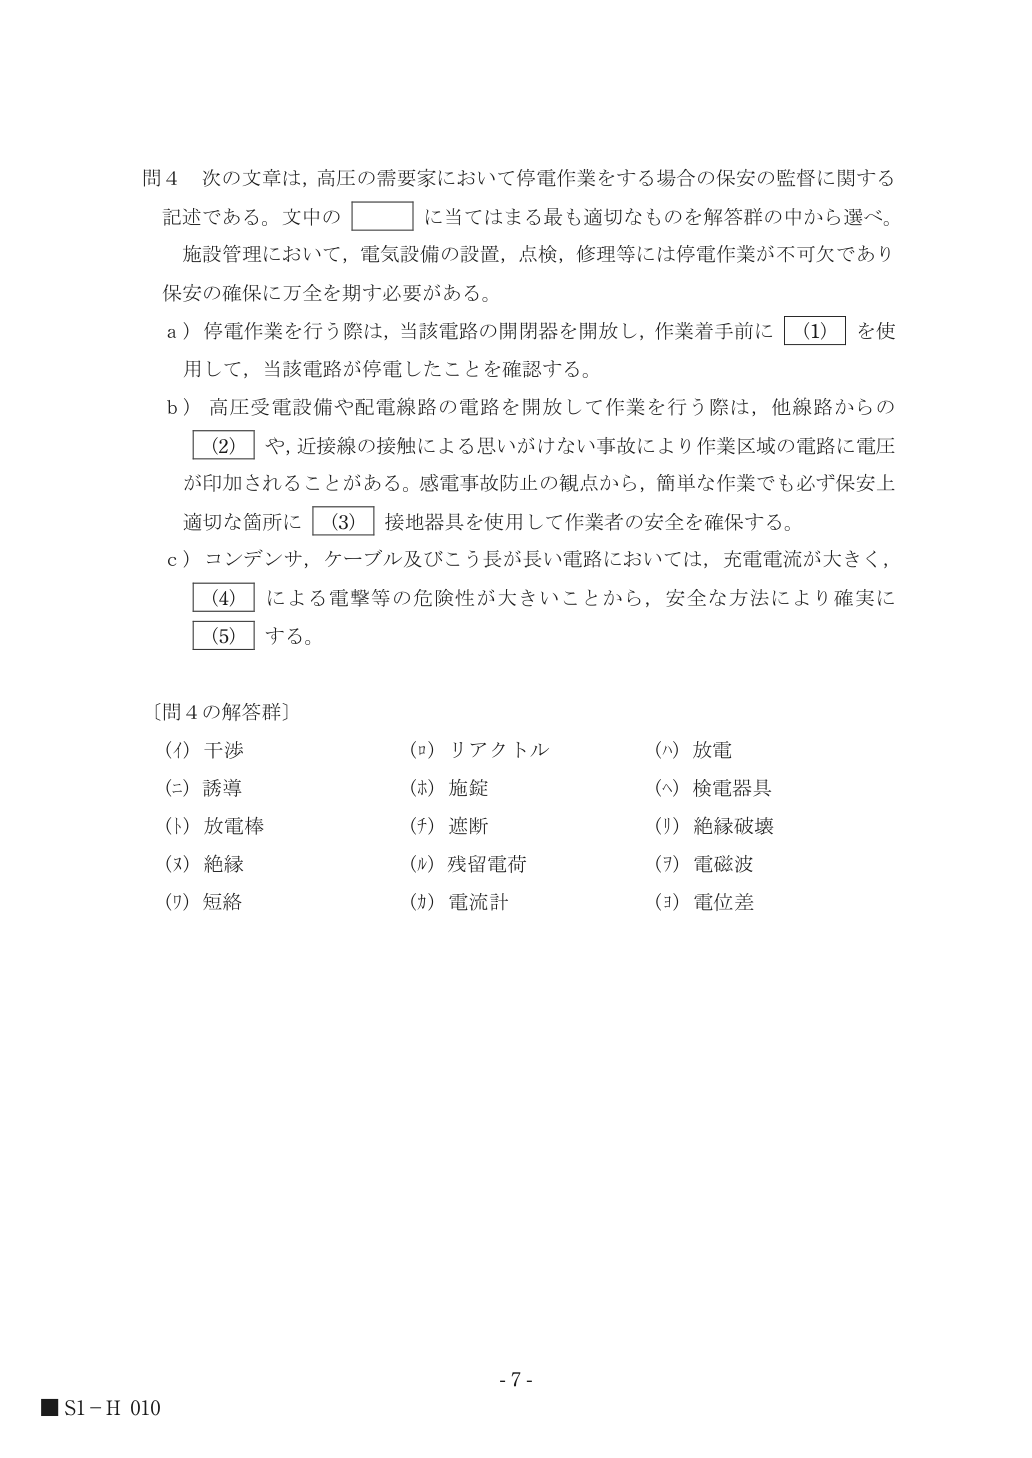 問４　次の文章は，高圧の需要家において停電作業をする場合の保安の監督に関する
記述である。文中の　　　に当てはまる最も適切なものを解答群の中から選べ。
施設管理において，電気設備の設置，点検，修理等には停電作業が不可欠であり
保安の確保に万全を期す必要がある。
ａ）停電作業を行う際は，当該電路の開閉器を開放し，作業着手前に (1) を使
用して，当該電路が停電したことを確認する。
ｂ）高圧受電設備や配電線路の電路を開放して作業を行う際は，他線路からの
(2) や，近接線の接触による思いがけない事故により作業区域の電路に電圧
が印加されることがある。感電事故防止の観点から，簡単な作業でも必ず保安上
適切な箇所に (3) 接地器具を使用して作業者の安全を確保する。
ｃ）コンデンサ，ケーブル及びこう長が長い電路においては，充電電流が大きく，
(4) による電撃等の危険性が大きいことから，安全な方法により確実に
(5) する。
〔問４の解答群〕
(ｲ) 干渉　(ﾛ) リアクトル　(ﾊ) 放電
(ﾆ) 誘導　(ﾎ) 施錠　(ﾍ) 検電器具
(ﾄ) 放電棒　(ﾁ) 遮断　(ﾘ) 絶縁破壊
(ﾇ) 絶縁　(ﾙ) 残留電荷　(ｦ) 電磁波
(ﾜ) 短絡　(ｶ) 電流計　(ﾖ) 電位差
- 7 -
■ S1－H 010